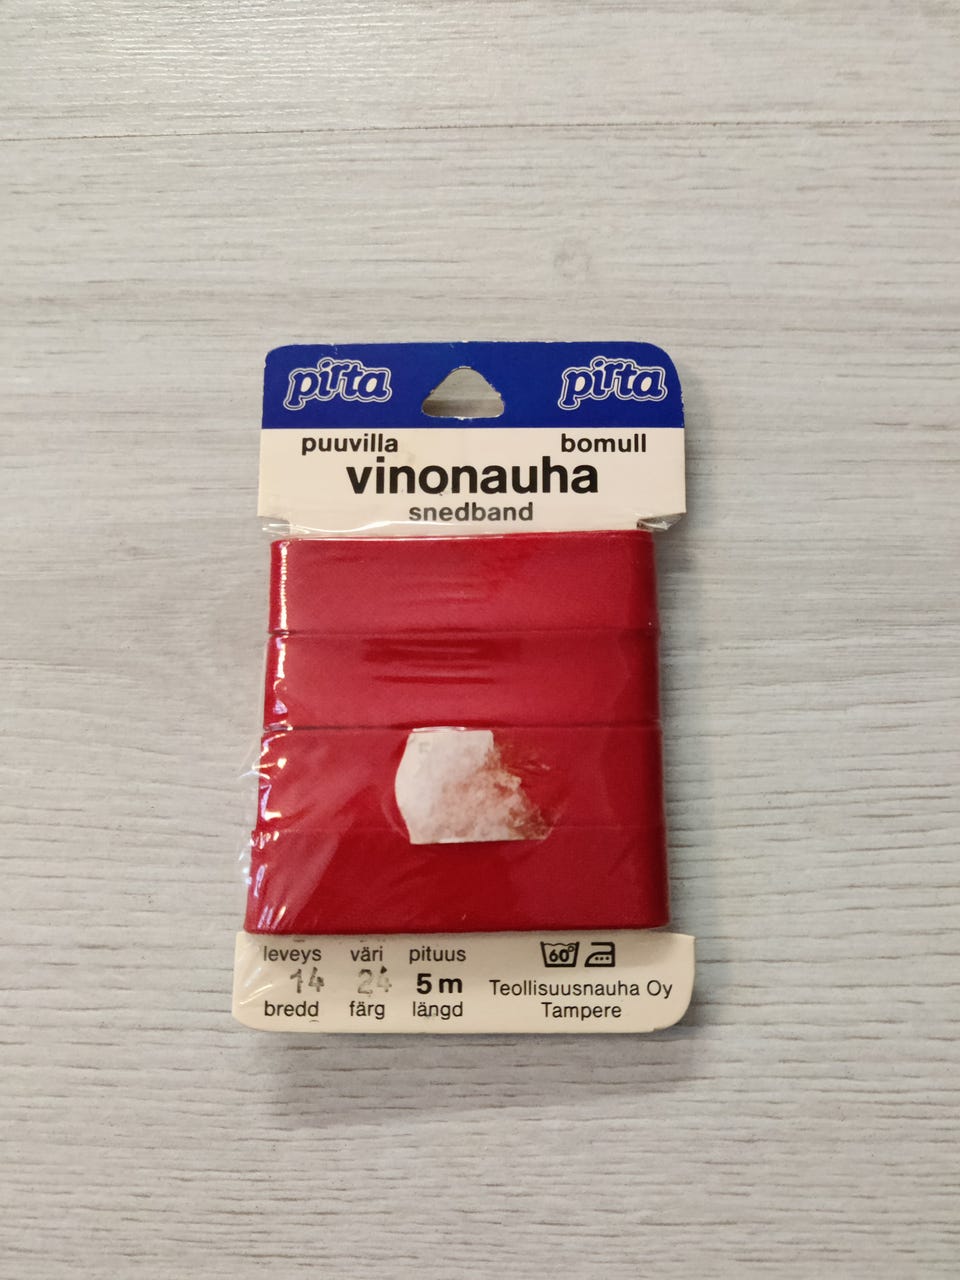 pirta pirta
puuvilla bomull
vinonauha
snedband
leveys väri pituus
14 24 5 m
bredd färg längd
60°
Teollisuusnauha Oy
Tampere